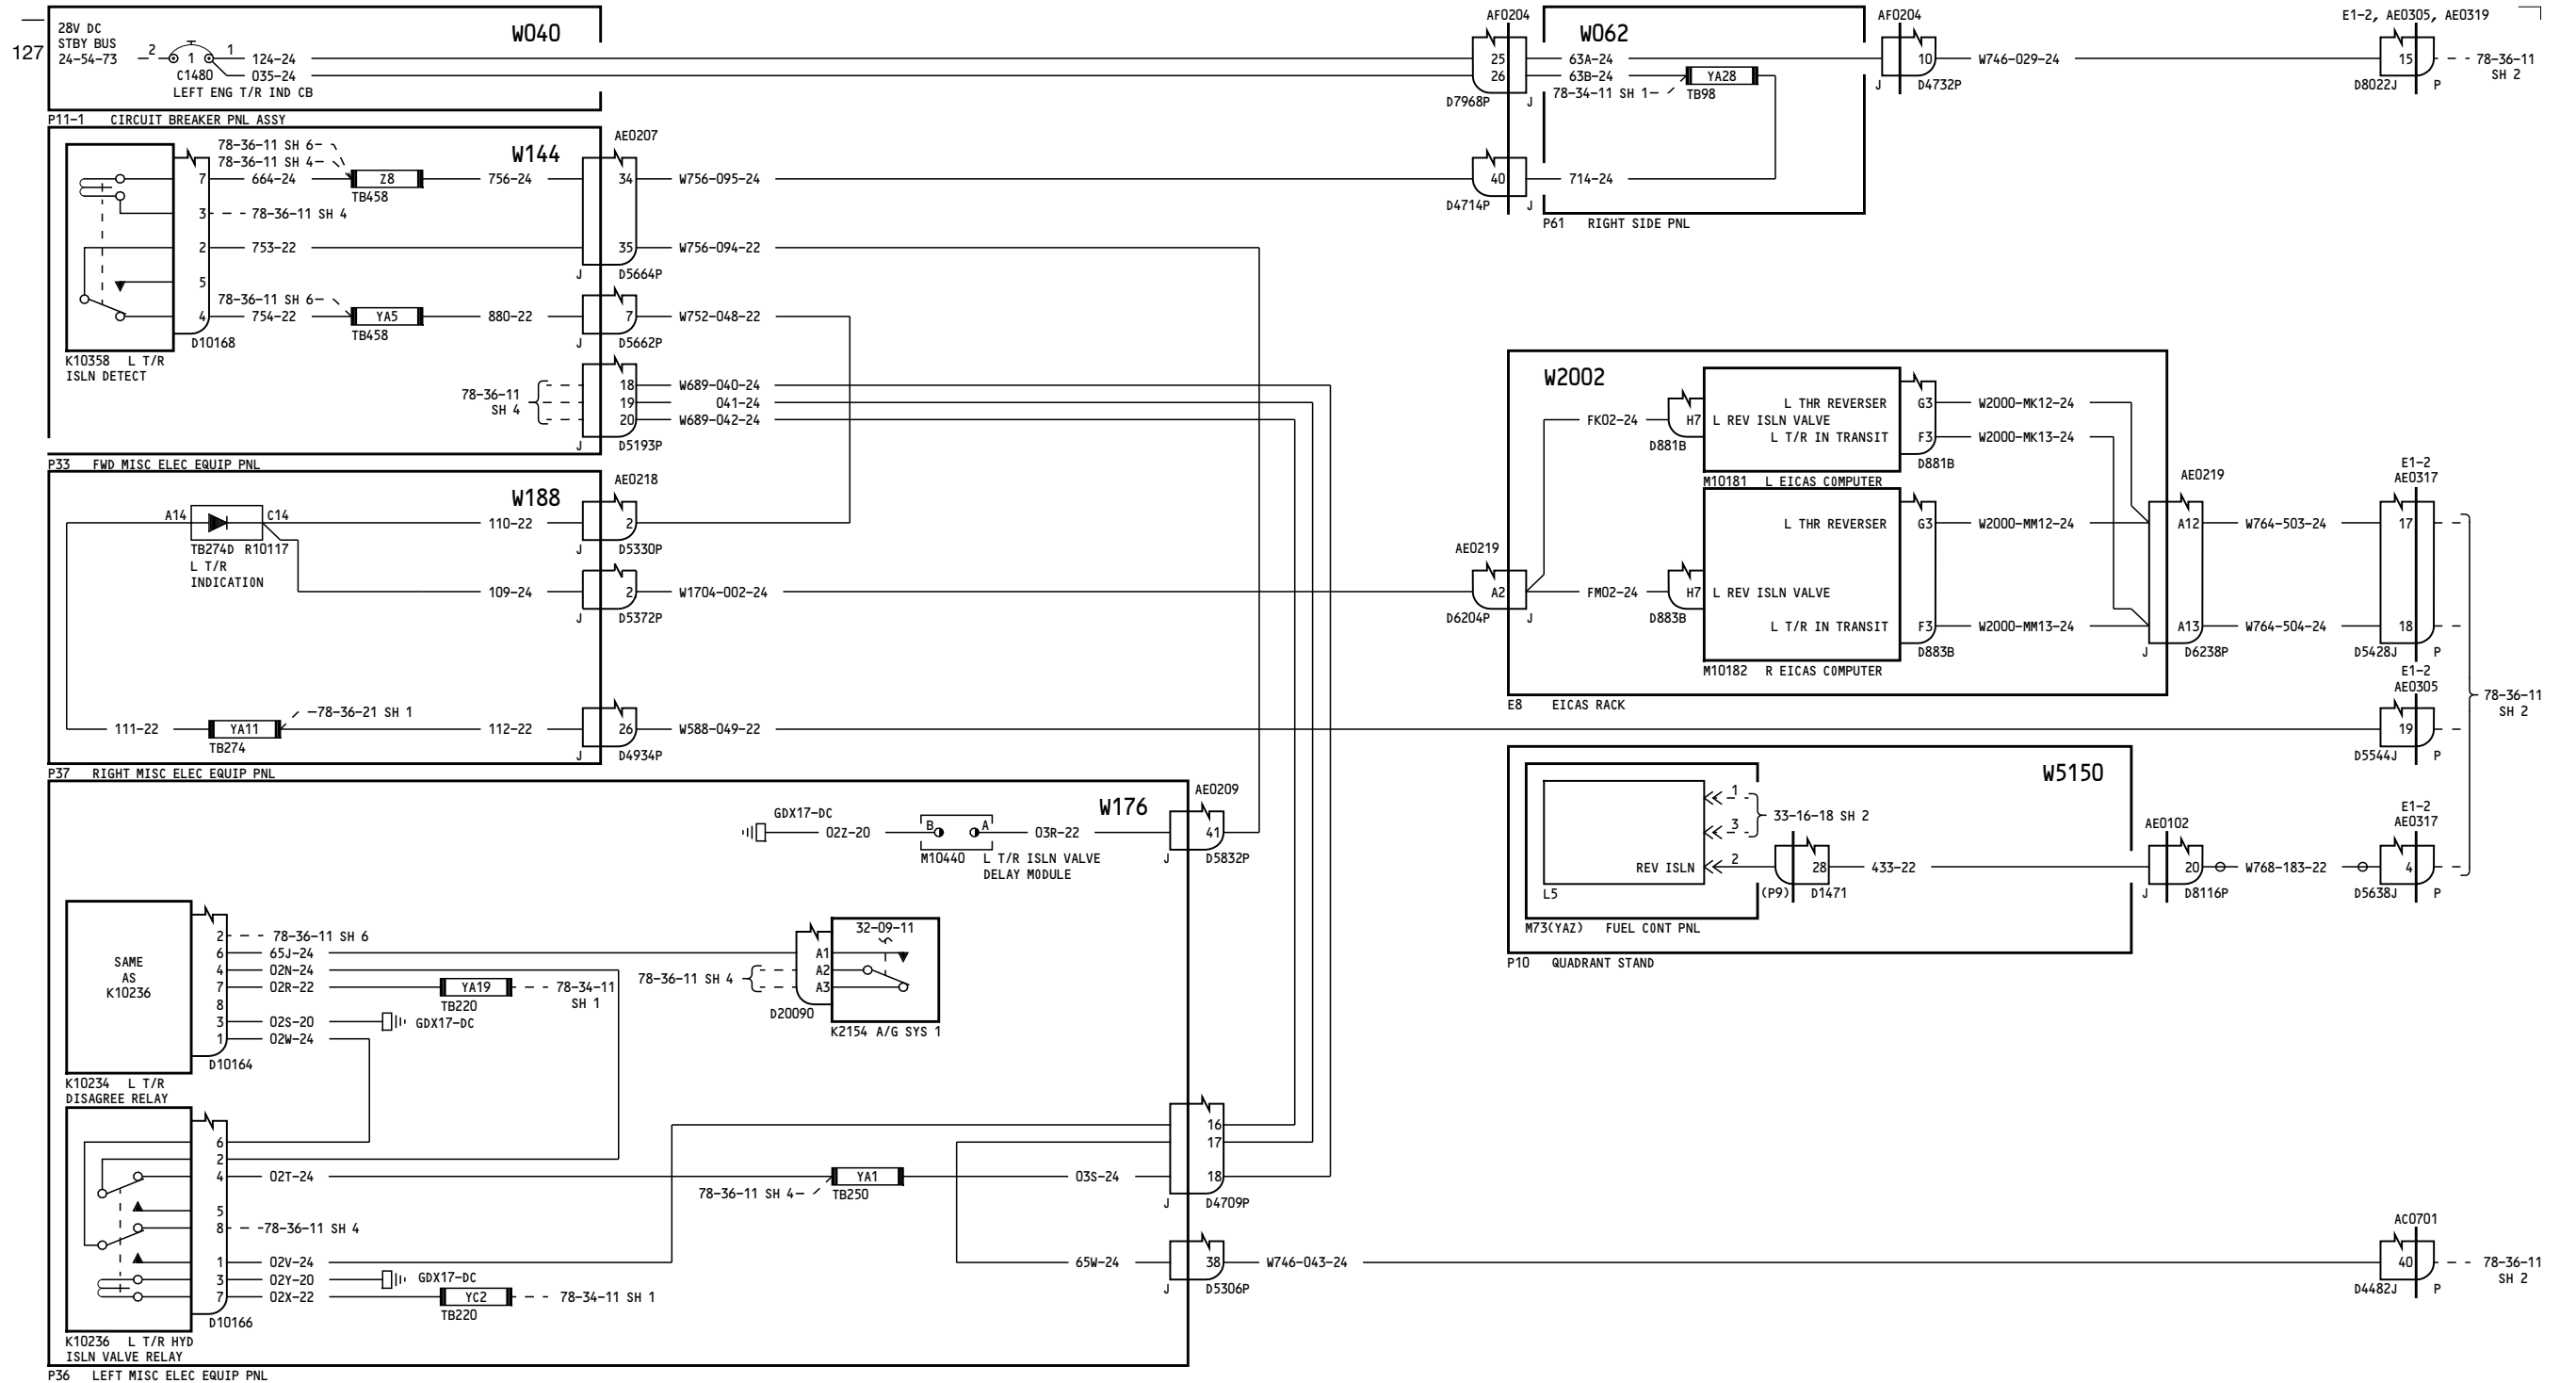 127
28V DC
STBY BUS
24-54-73
2
1
1
C1480
LEFT ENG T/R IND CB
124-24
035-24
W040
P11-1 CIRCUIT BREAKER PNL ASSY
AF0204
25
26
D7968P
J
W062
63A-24
63B-24
78-34-11 SH 1
YA28
TB98
AF0204
10
J
D4732P
W746-029-24
E1-2, AE0305, AE0319
15
D8022J
P
78-36-11
SH 2
40
D4714P
J
714-24
P61 RIGHT SIDE PNL
W144
78-36-11 SH 6
78-36-11 SH 4
7
664-24
Z8
TB458
756-24
3
78-36-11 SH 4
2
753-22
5
78-36-11 SH 6
4
754-22
YA5
TB458
880-22
D10168
K10358 L T/R
ISLN DETECT
AE0207
34
W756-095-24
35
W756-094-22
J
D5664P
7
W752-048-22
J
D5662P
78-36-11
SH 4
18
W689-040-24
19
041-24
20
W689-042-24
J
D5193P
P33 FWD MISC ELEC EQUIP PNL
W188
A14
C14
TB274D R10117
L T/R
INDICATION
110-22
109-24
AE0218
2
J
D5330P
2
W1704-002-24
J
D5372P
111-22
YA11
TB274
78-36-21 SH 1
112-22
26
W588-049-22
J
D4934P
P37 RIGHT MISC ELEC EQUIP PNL
W2002
AE0219
A2
D6204P
J
FK02-24
H7
D881B
L THR REVERSER
L REV ISLN VALVE
L T/R IN TRANSIT
G3
F3
D881B
W2000-MK12-24
W2000-MK13-24
M10181 L EICAS COMPUTER
FM02-24
H7
D883B
L THR REVERSER
L REV ISLN VALVE
L T/R IN TRANSIT
G3
F3
D883B
W2000-MM12-24
W2000-MM13-24
M10182 R EICAS COMPUTER
E8 EICAS RACK
AE0219
A12
A13
J
D6238P
W764-503-24
W764-504-24
E1-2
AE0317
17
18
D5428J
P
E1-2
AE0305
19
D5544J
P
78-36-11
SH 2
W5150
1
3
33-16-18 SH 2
REV ISLN
2
L5
(P9)
28
D1471
433-22
M73(YAZ) FUEL CONT PNL
P10 QUADRANT STAND
AE0102
20
J
D8116P
W768-183-22
E1-2
AE0317
4
D5638J
P
W176
GDX17-DC
02Z-20
B
A
M10440 L T/R ISLN VALVE
DELAY MODULE
03R-22
AE0209
41
J
D5832P
SAME
AS
K10236
2
78-36-11 SH 6
6
65J-24
4
02N-24
7
02R-22
YA19
TB220
78-34-11
SH 1
8
3
02S-20
GDX17-DC
1
02W-24
D10164
K10234 L T/R
DISAGREE RELAY
78-36-11 SH 4
A1
A2
A3
D20090
32-09-11
K2154 A/G SYS 1
6
2
4
02T-24
78-36-11 SH 4
YA1
TB250
03S-24
5
8
78-36-11 SH 4
1
02V-24
3
02Y-20
GDX17-DC
7
02X-22
YC2
TB220
78-34-11 SH 1
D10166
K10236 L T/R HYD
ISLN VALVE RELAY
16
17
18
J
D4709P
65W-24
38
J
D5306P
W746-043-24
AC0701
40
D4482J
P
78-36-11
SH 2
P36 LEFT MISC ELEC EQUIP PNL